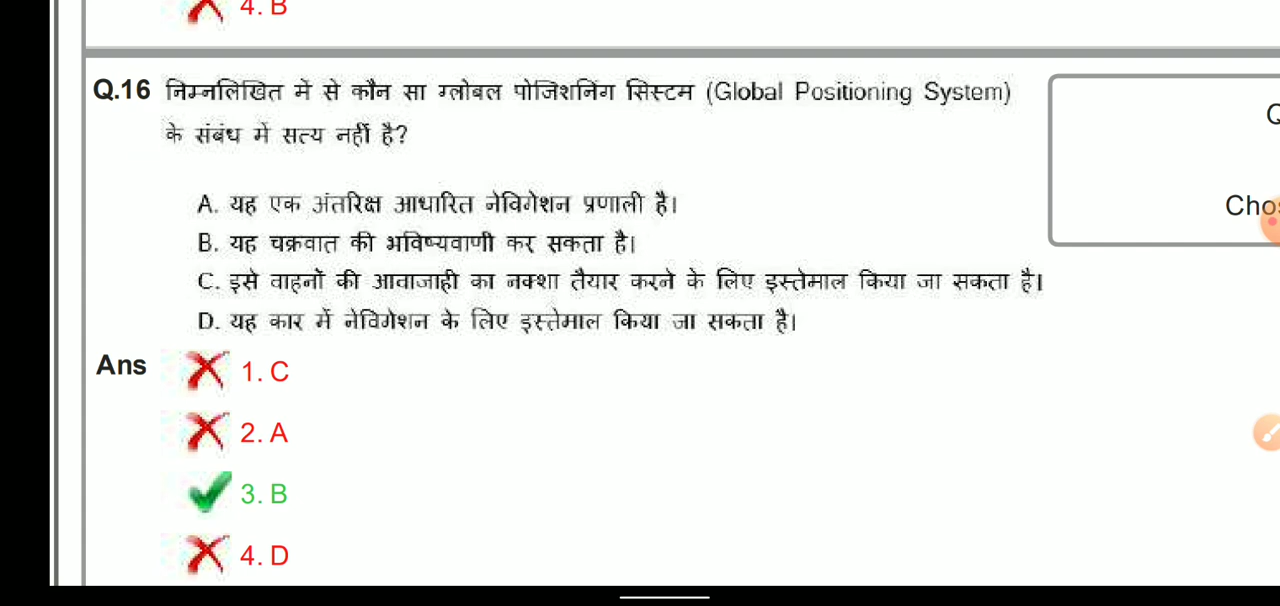 4. B
Q.16 निम्नलिखित में से कौन सा ग्लोबल पोजिशनिंग सिस्टम (Global Positioning System)
के संबंध में सत्य नहीं है?
A. यह एक अंतरिक्ष आधारित नेविगेशन प्रणाली है।
B. यह चक्रवात की भविष्यवाणी कर सकता है।
C. इसे वाहनों की आवाजाही का नक्शा तैयार करने के लिए इस्तेमाल किया जा सकता है।
D. यह कार में नेविगेशन के लिए इस्तेमाल किया जा सकता है।
Ans 1. C
2. A
3. B
4. D